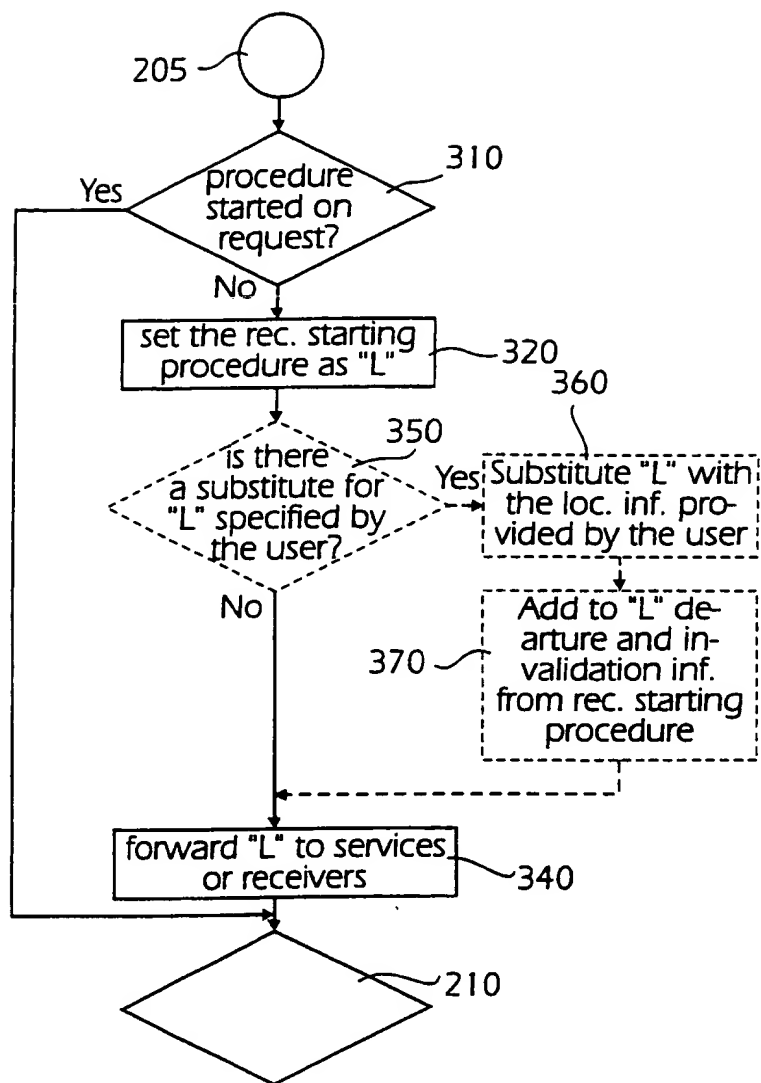 205
310
Yes
procedure
started on
request?
No
set the rec. starting
procedure as "L"
320
360
350
is there
a substitute for
"L" specified by
the user?
Yes
Substitute "L" with
the loc. inf. pro-
vided by the user
No
370
Add to "L" de-
parture and in-
validation inf.
from rec. starting
procedure
forward "L" to services
or receivers
340
210